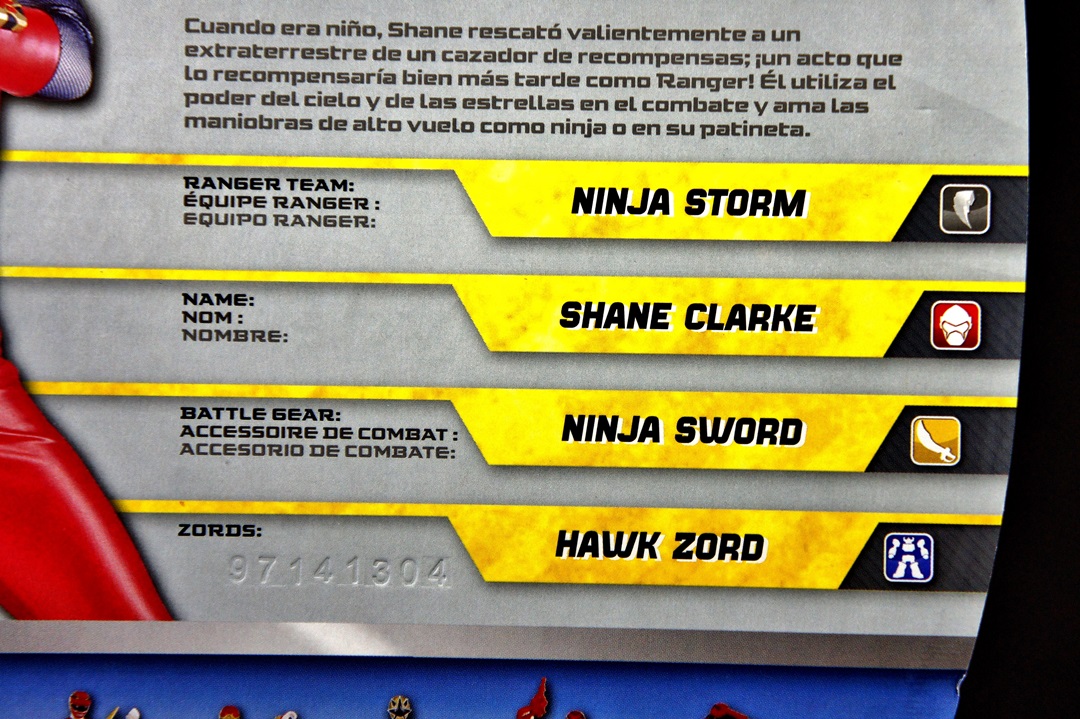 Cuando era niño, Shane rescató valientemente a un
extraterrestre de un cazador de recompensas; ¡un acto que
lo recompensaría bien más tarde como Ranger! Él utiliza el
poder del cielo y de las estrellas en el combate y ama las
maniobras de alto vuelo como ninja o en su patineta.
RANGER TEAM:
ÉQUIPE RANGER :
EQUIPO RANGER:
NINJA STORM
NAME:
NOM :
NOMBRE:
SHANE CLARKE
BATTLE GEAR:
ACCESSOIRE DE COMBAT :
ACCESORIO DE COMBATE:
NINJA SWORD
ZORDS:
HAWK ZORD
97141304